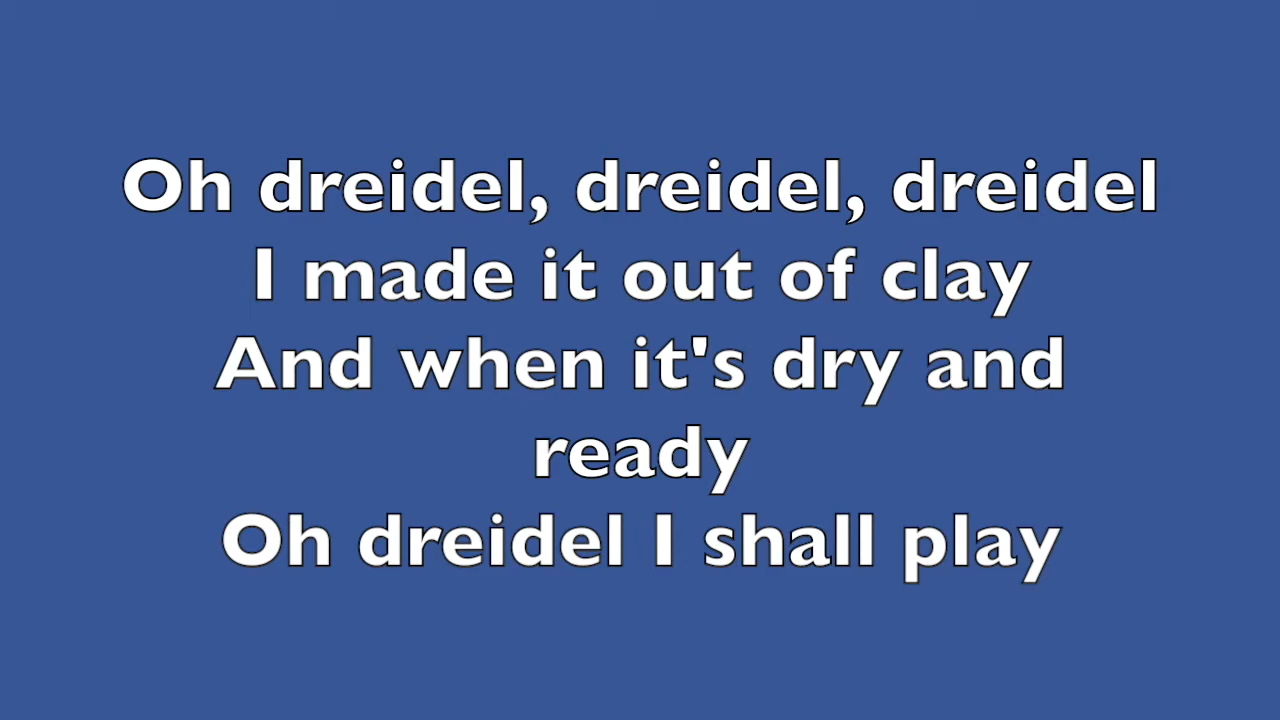 Oh dreidel, dreidel, dreidel
I made it out of clay
And when it's dry and
ready
Oh dreidel I shall play